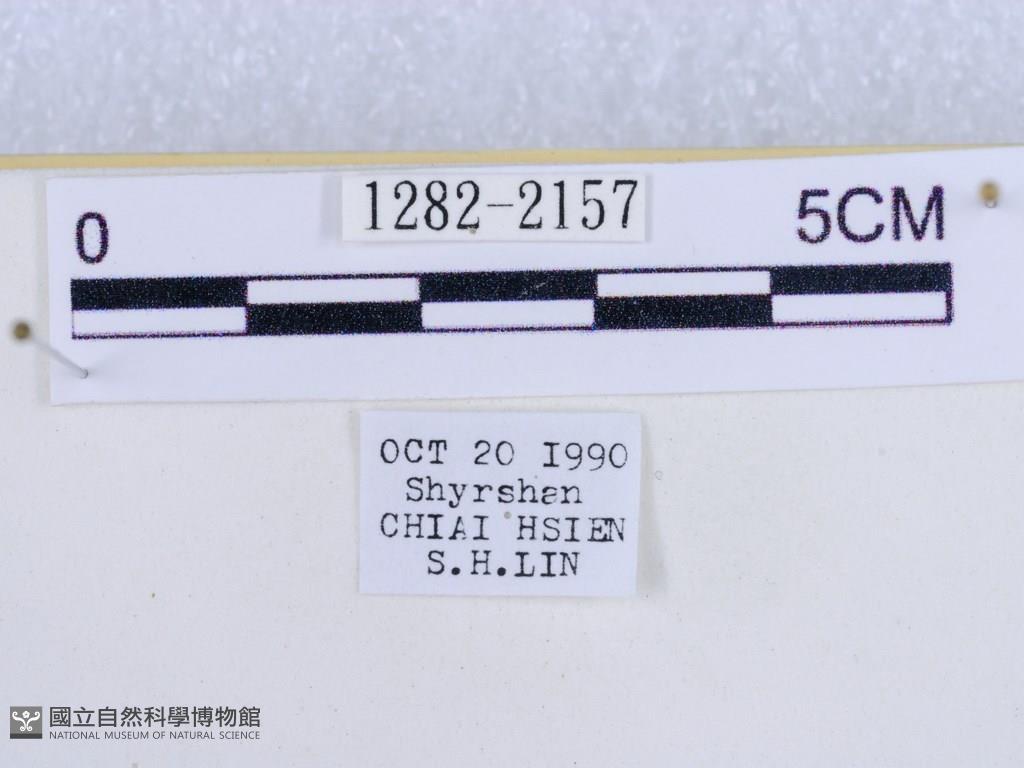 1282-2157
0 5CM
OCT 20 1990
Shyrshan
CHIAI HSIEN
S.H.LIN
國立自然科學博物館
NATIONAL MUSEUM OF NATURAL SCIENCE